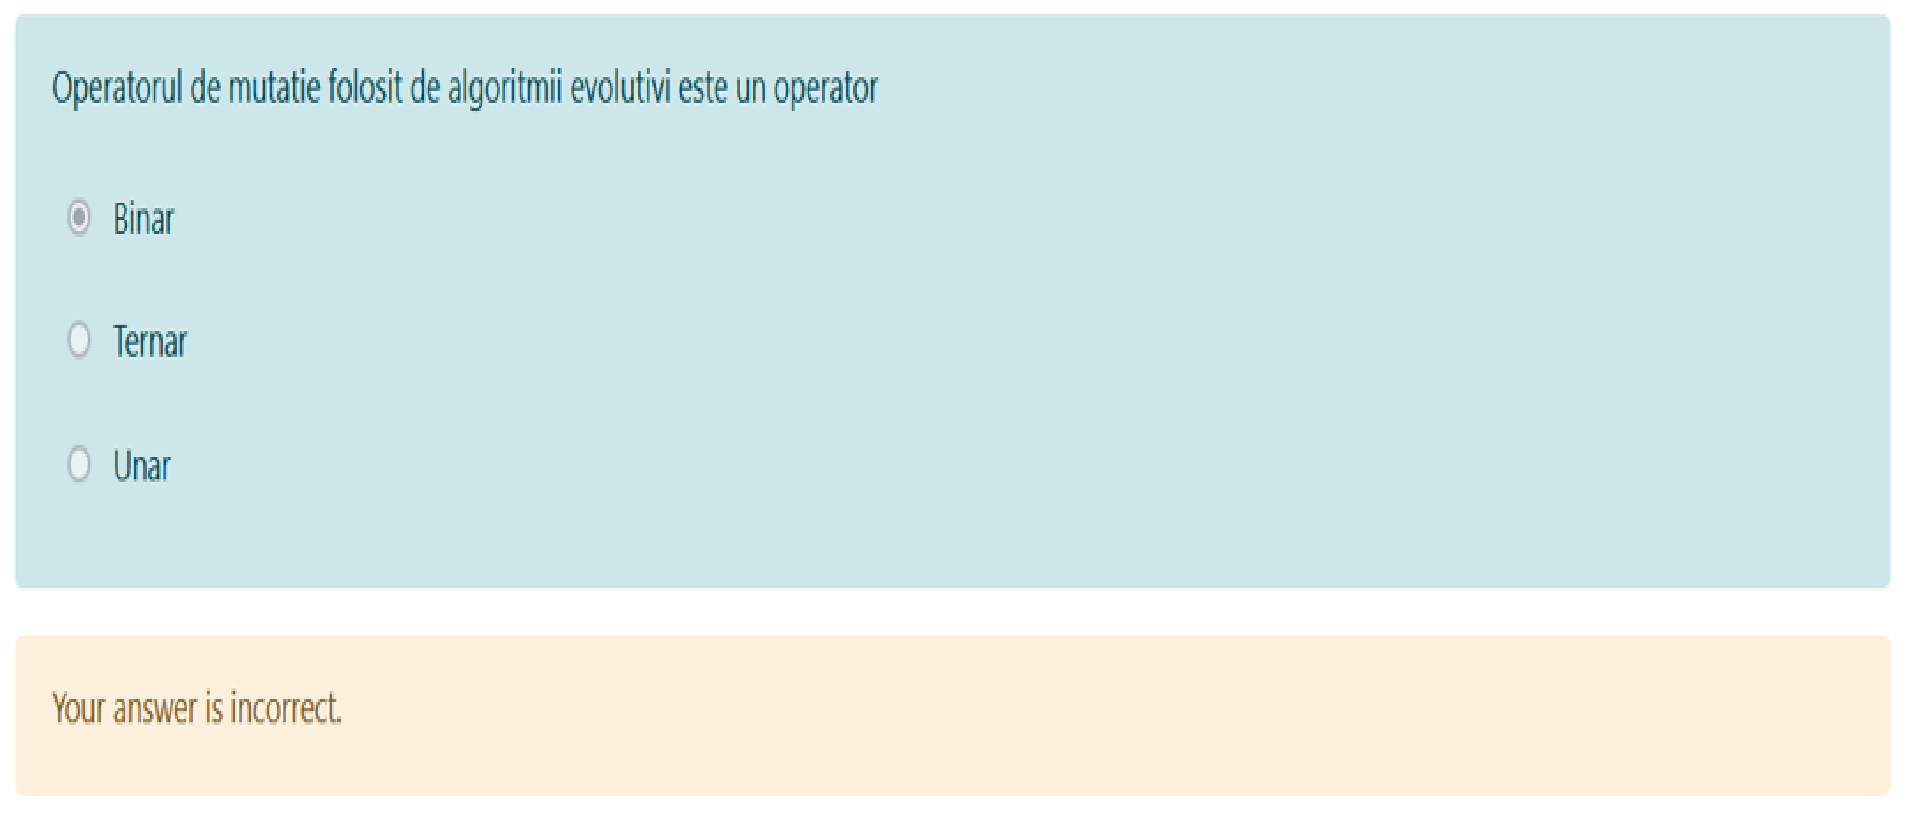 Operatorul de mutatie folosit de algoritmii evolutivi este un operator
Binar
Ternar
Unar
Your answer is incorrect.